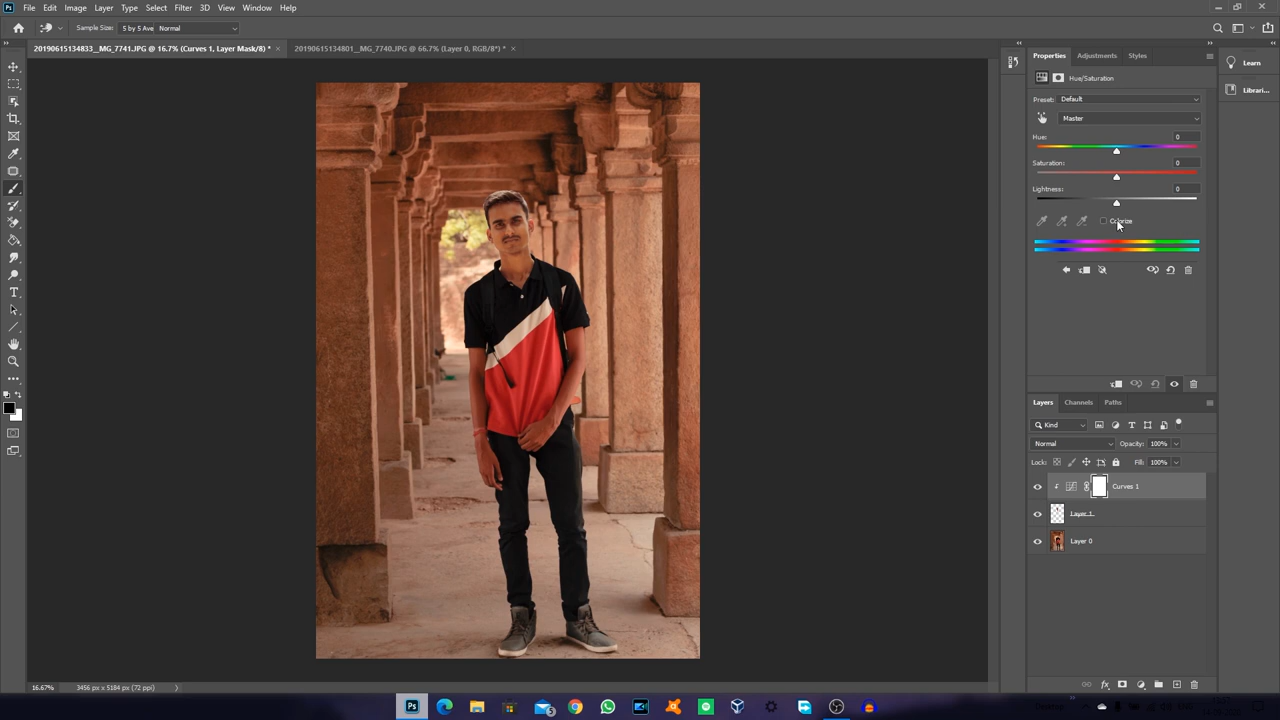 File Edit Image Layer Type Select Filter 3D View Window Help
Sample Size: 5 by 5 Ave Normal
20190615134833__MG_7741.JPG @ 16.7% (Curves 1, Layer Mask/8) *
20190615134801__MG_7740.JPG @ 66.7% (Layer 0, RGB/8*) *
Properties Adjustments Styles
Learn
Hue/Saturation
Librari...
Preset: Default
Master
Hue: 0
Saturation: 0
Lightness: 0
Colorize
Layers Channels Paths
Kind
Normal Opacity: 100%
Lock: Fill: 100%
Curves 1
Layer 1
Layer 0
16.67% 3456 px x 5184 px (72 ppi)